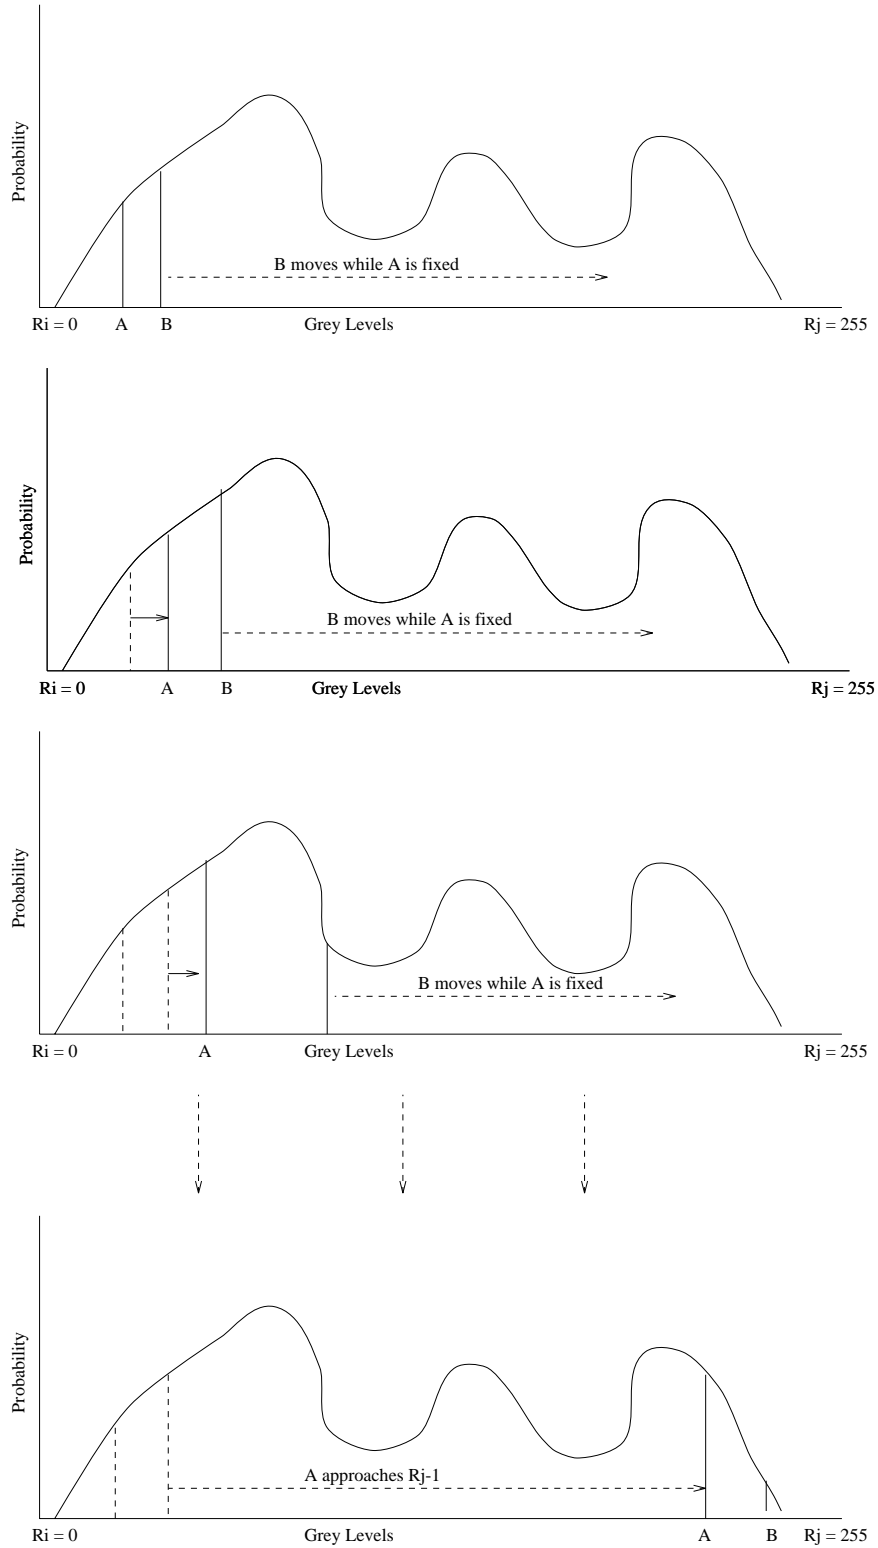 Probability
B moves while A is fixed
Ri = 0 A B Grey Levels Rj = 255
Probability
B moves while A is fixed
Ri = 0 A B Grey Levels Rj = 255
Probability
B moves while A is fixed
Ri = 0 A Grey Levels Rj = 255
Probability
A approaches Rj-1
Ri = 0 Grey Levels A B Rj = 255